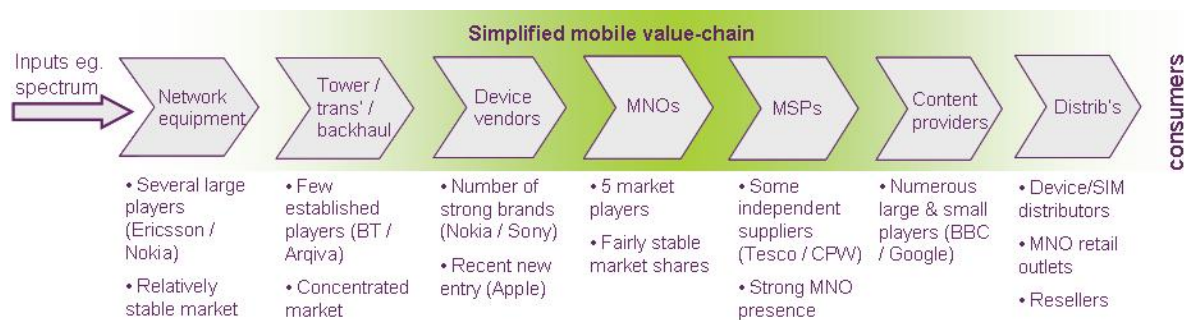 Simplified mobile value-chain
Inputs eg.
spectrum
Network
equipment
Tower /
trans' /
backhaul
Device
vendors
MNOs
MSPs
Content
providers
Distrib's
consumers
• Several large
players
(Ericsson /
Nokia)
• Relatively
stable market
• Few
established
players (BT /
Arqiva)
• Concentrated
market
• Number of
strong brands
(Nokia / Sony)
• Recent new
entry (Apple)
• 5 market
players
• Fairly stable
market shares
• Some
independent
suppliers
(Tesco / CPW)
• Strong MNO
presence
• Numerous
large & small
players (BBC
/ Google)
• Device/SIM
distributors
• MNO retail
outlets
• Resellers